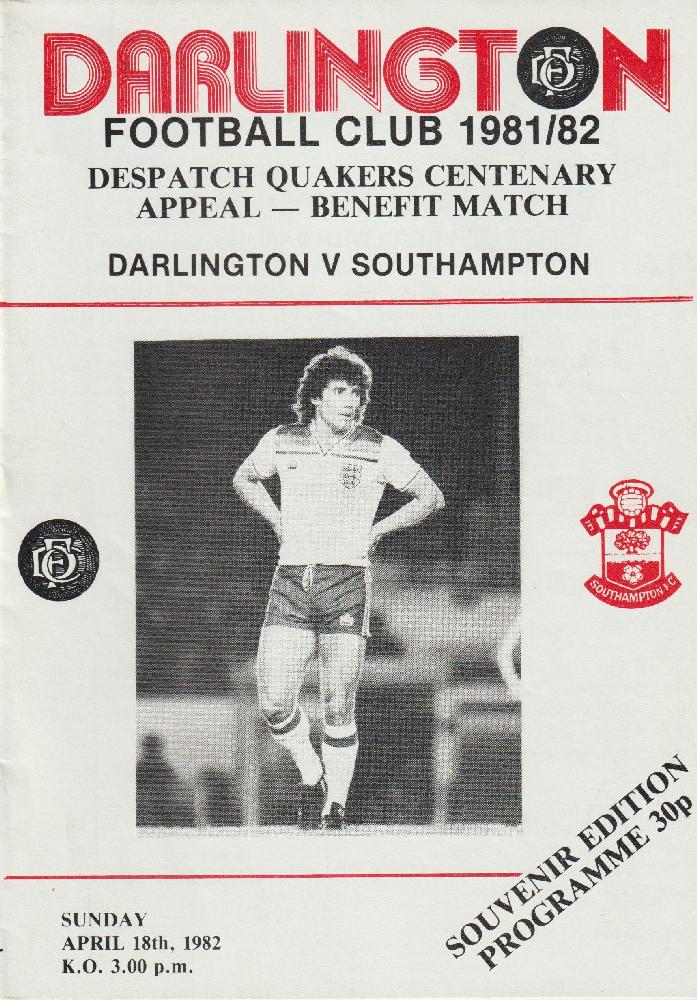 DARLINGTON
FOOTBALL CLUB 1981/82
DESPATCH QUAKERS CENTENARY
APPEAL — BENEFIT MATCH
DARLINGTON V SOUTHAMPTON
DFC
SOUTHAMPTON F.C.
SOUVENIR EDITION
PROGRAMME 30p
SUNDAY
APRIL 18th, 1982
K.O. 3.00 p.m.